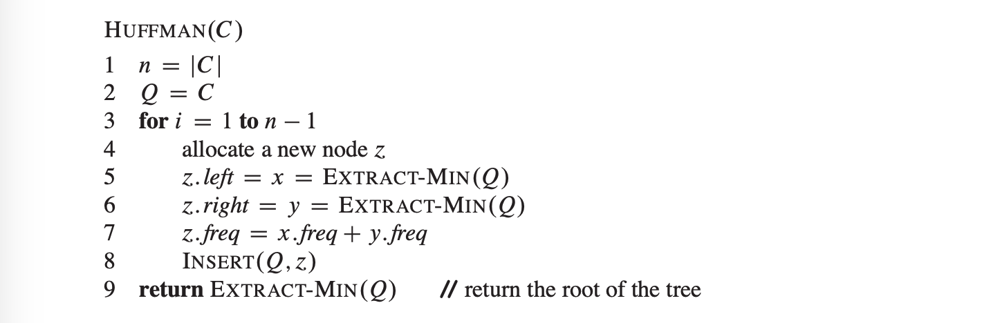 HUFFMAN(C)
1 n = |C|
2 Q = C
3 for i = 1 to n − 1
4 allocate a new node z
5 z.left = x = EXTRACT-MIN(Q)
6 z.right = y = EXTRACT-MIN(Q)
7 z.freq = x.freq + y.freq
8 INSERT(Q, z)
9 return EXTRACT-MIN(Q) // return the root of the tree